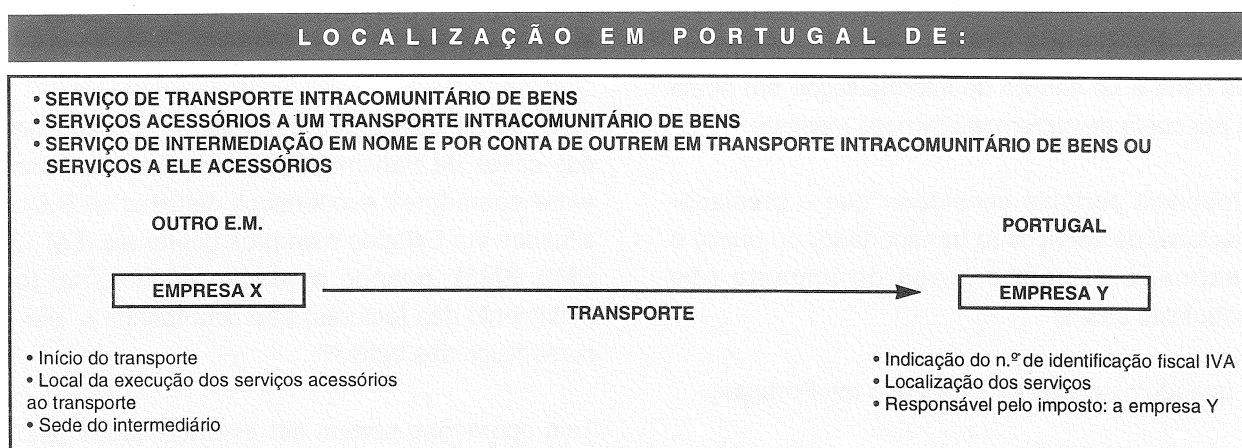 LOCALIZAÇÃO EM PORTUGAL DE:
• SERVIÇO DE TRANSPORTE INTRACOMUNITÁRIO DE BENS
• SERVIÇOS ACESSÓRIOS A UM TRANSPORTE INTRACOMUNITÁRIO DE BENS
• SERVIÇO DE INTERMEDIAÇÃO EM NOME E POR CONTA DE OUTREM EM TRANSPORTE INTRACOMUNITÁRIO DE BENS OU
SERVIÇOS A ELE ACESSÓRIOS
OUTRO E.M.
PORTUGAL
EMPRESA X
EMPRESA Y
TRANSPORTE
• Início do transporte
• Local da execução dos serviços acessórios
ao transporte
• Sede do intermediário
• Indicação do n.º de identificação fiscal IVA
• Localização dos serviços
• Responsável pelo imposto: a empresa Y